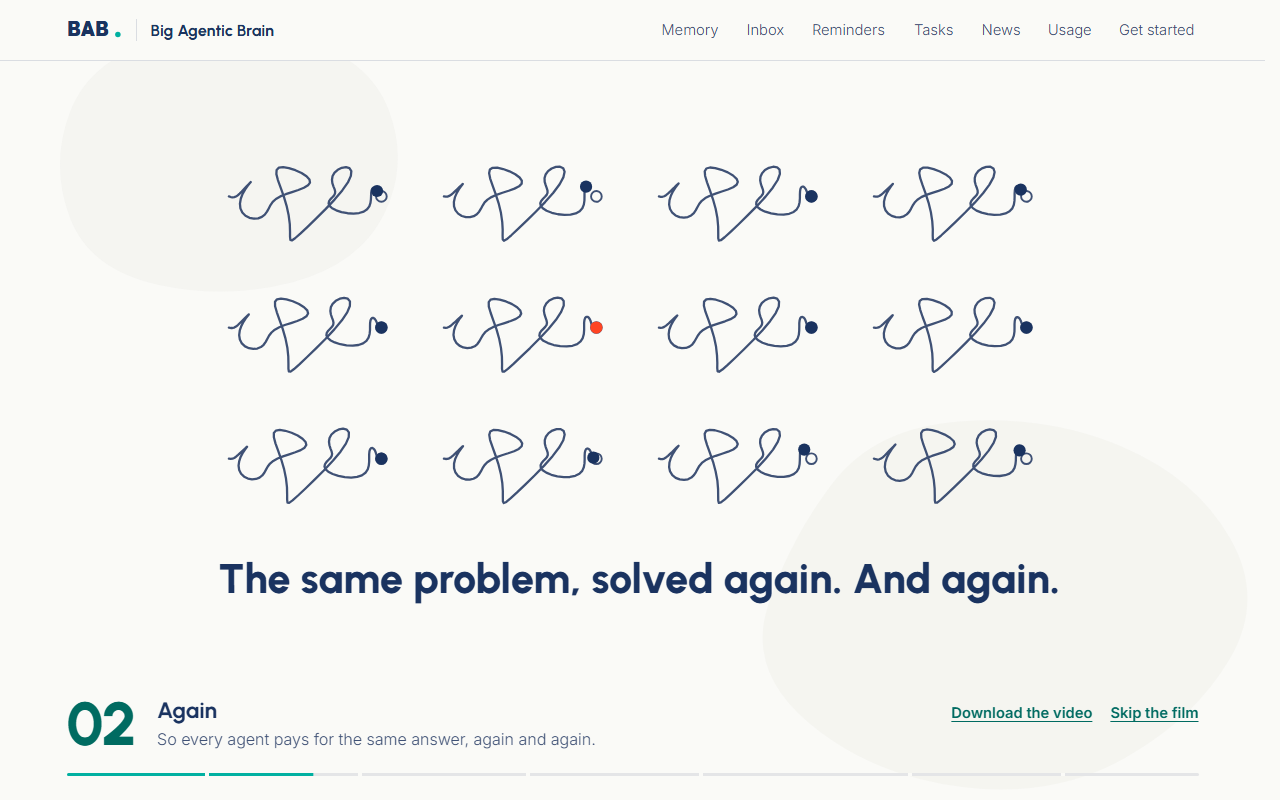 BAB. Big Agentic Brain Memory Inbox Reminders Tasks News Usage Get started
The same problem, solved again. And again.
02 Again
So every agent pays for the same answer, again and again.
Download the video Skip the film